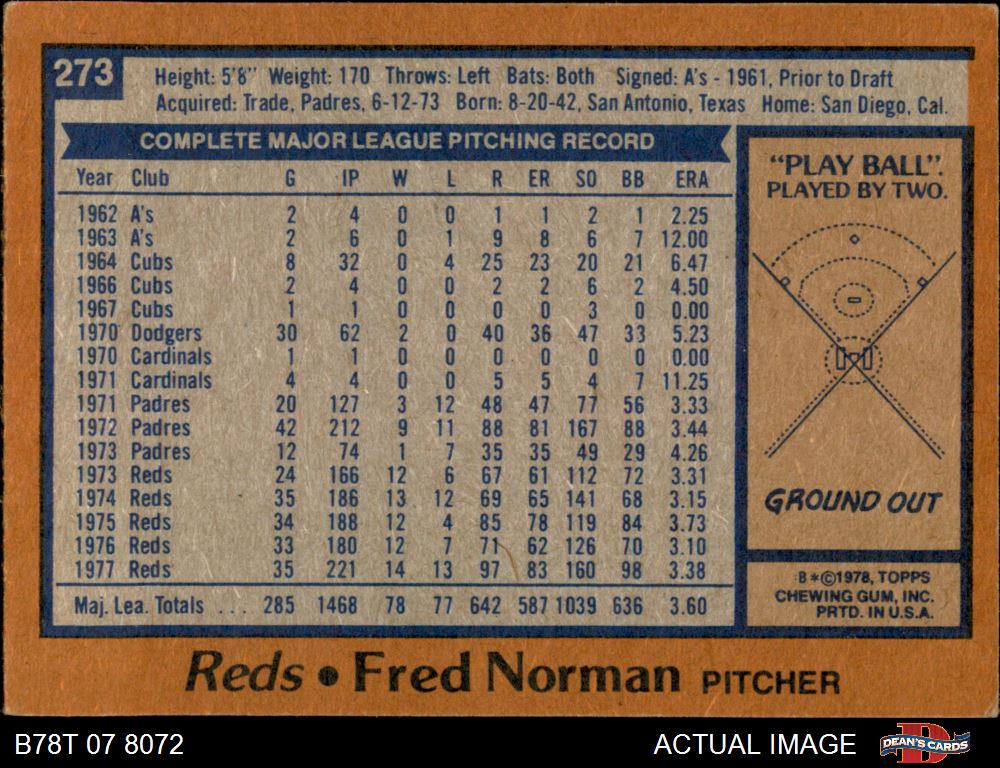 273
Height: 5'8" Weight: 170 Throws: Left Bats: Both Signed: A's - 1961, Prior to Draft
Acquired: Trade, Padres, 6-12-73 Born: 8-20-42, San Antonio, Texas Home: San Diego, Cal.
COMPLETE MAJOR LEAGUE PITCHING RECORD
Year Club G IP W L R ER SO BB ERA
1962 A's 2 4 0 0 1 1 2 1 2.25
1963 A's 2 6 0 1 9 8 6 7 12.00
1964 Cubs 8 32 0 4 25 23 20 21 6.47
1966 Cubs 2 4 0 0 2 2 6 2 4.50
1967 Cubs 1 1 0 0 0 0 3 0 0.00
1970 Dodgers 30 62 2 0 40 36 47 33 5.23
1970 Cardinals 1 1 0 0 0 0 0 0 0.00
1971 Cardinals 4 4 0 0 5 5 4 7 11.25
1971 Padres 20 127 3 12 48 47 77 56 3.33
1972 Padres 42 212 9 11 88 81 167 88 3.44
1973 Padres 12 74 1 7 35 35 49 29 4.26
1973 Reds 24 166 12 6 67 61 112 72 3.31
1974 Reds 35 186 13 12 69 65 141 68 3.15
1975 Reds 34 188 12 4 85 78 119 84 3.73
1976 Reds 33 180 12 7 71 62 126 70 3.10
1977 Reds 35 221 14 13 97 83 160 98 3.38
Maj. Lea. Totals ... 285 1468 78 77 642 587 1039 636 3.60
"PLAY BALL".
PLAYED BY TWO.
GROUND OUT
B*©1978, TOPPS
CHEWING GUM, INC.
PRTD. IN U.S.A.
Reds • Fred Norman PITCHER
B78T 07 8072
ACTUAL IMAGE
DEAN'S CARDS